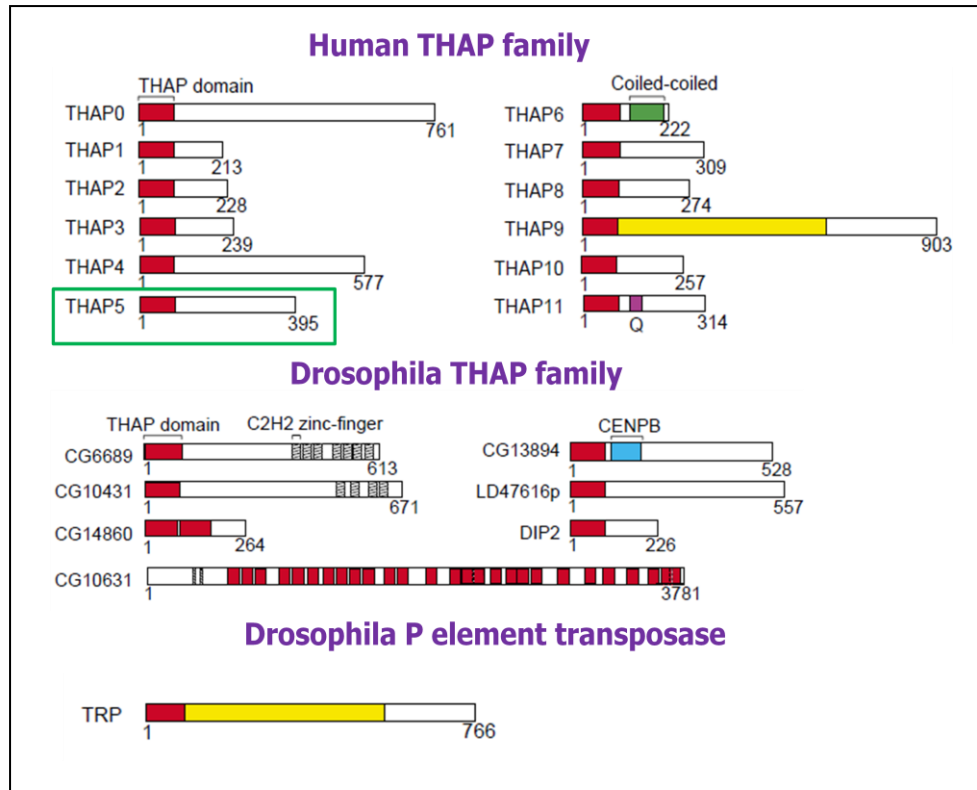 Human THAP family
THAP domain
THAP0
1 761
THAP1
1 213
THAP2
1 228
THAP3
1 239
THAP4
1 577
THAP5
1 395
Coiled-coiled
THAP6
1 222
THAP7
1 309
THAP8
1 274
THAP9
1 903
THAP10
1 257
THAP11
1 Q 314
Drosophila THAP family
THAP domain C2H2 zinc-finger
CG6689
1 613
CG10431
1 671
CG14860
1 264
CENPB
CG13894
1 528
LD47616p
1 557
DIP2
1 226
CG10631
1 3781
Drosophila P element transposase
TRP
1 766